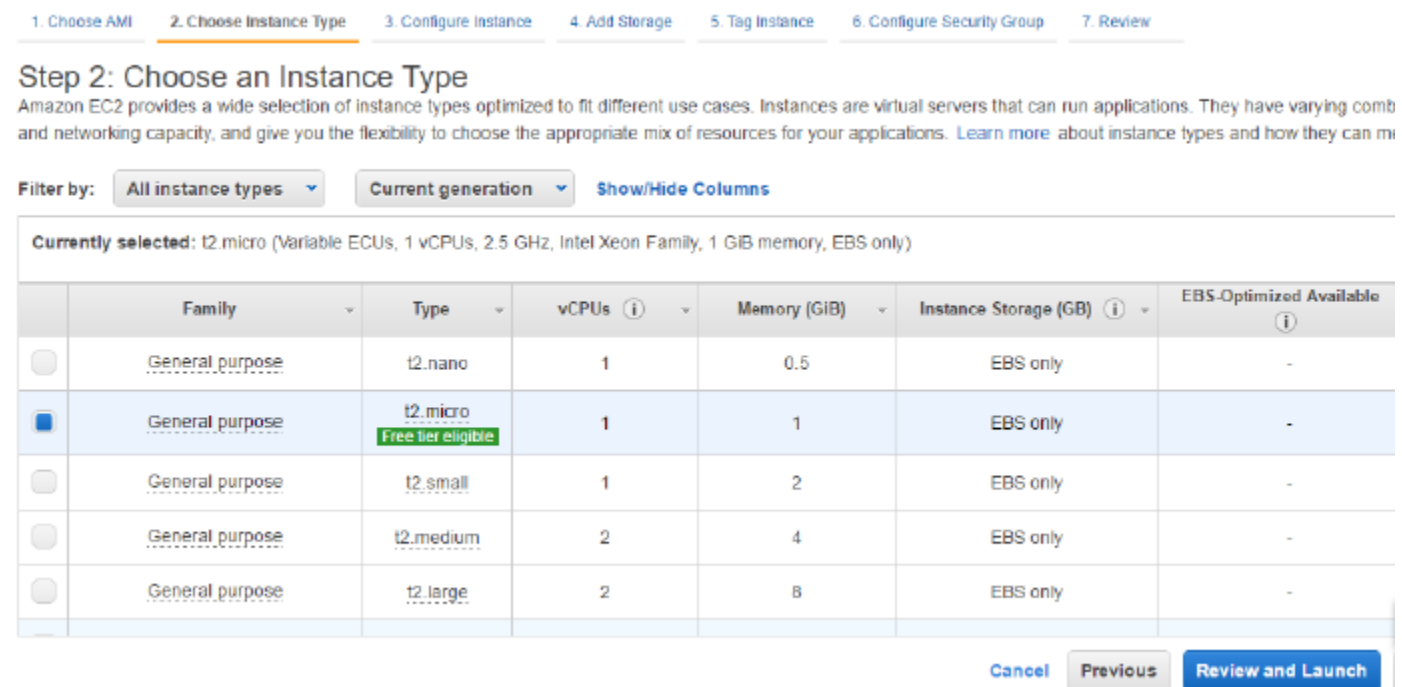 1. Choose AMI 2. Choose Instance Type 3. Configure Instance 4. Add Storage 5. Tag Instance 6. Configure Security Group 7. Review
Step 2: Choose an Instance Type
Amazon EC2 provides a wide selection of instance types optimized to fit different use cases. Instances are virtual servers that can run applications. They have varying comb
and networking capacity, and give you the flexibility to choose the appropriate mix of resources for your applications. Learn more about instance types and how they can me
Filter by: All instance types Current generation Show/Hide Columns
Currently selected: t2.micro (Variable ECUs, 1 vCPUs, 2.5 GHz, Intel Xeon Family, 1 GiB memory, EBS only)
Family Type vCPUs i Memory (GiB) Instance Storage (GB) i EBS-Optimized Available i
General purpose t2.nano 1 0.5 EBS only -
General purpose t2.micro Free tier eligible 1 1 EBS only -
General purpose t2.small 1 2 EBS only -
General purpose t2.medium 2 4 EBS only -
General purpose t2.large 2 8 EBS only -
Cancel Previous Review and Launch